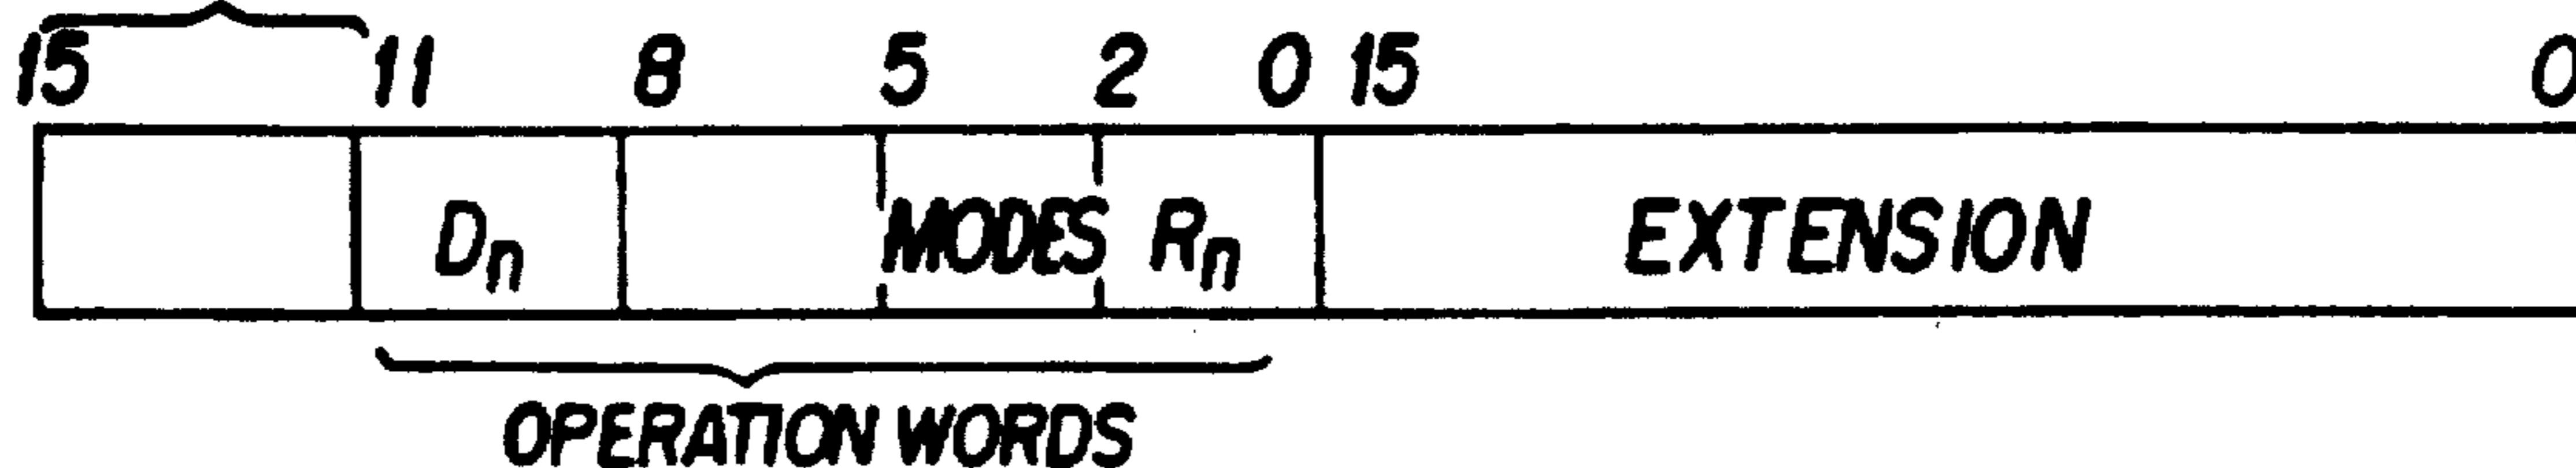 15 11 8 5 2 0 15 0
Dn MODES Rn EXTENSION
OPERATION WORDS